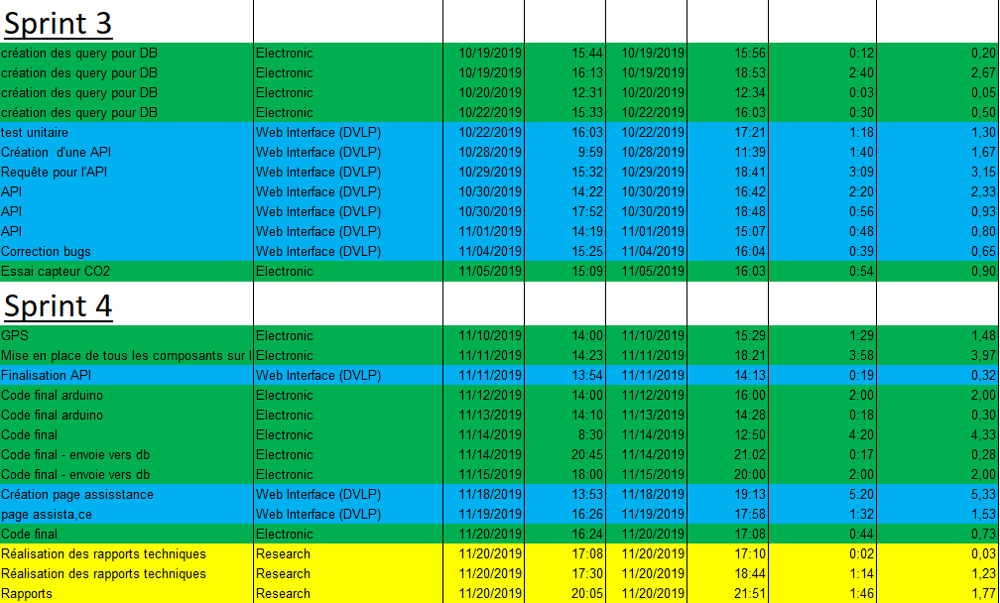 Sprint 3
création des query pour DB Electronic 10/19/2019 15:44 10/19/2019 15:56 0:12 0,20
création des query pour DB Electronic 10/19/2019 16:13 10/19/2019 18:53 2:40 2,67
création des query pour DB Electronic 10/20/2019 12:31 10/20/2019 12:34 0:03 0,05
création des query pour DB Electronic 10/22/2019 15:33 10/22/2019 16:03 0:30 0,50
test unitaire Web Interface (DVLP) 10/22/2019 16:03 10/22/2019 17:21 1:18 1,30
Création  d'une API Web Interface (DVLP) 10/28/2019 9:59 10/28/2019 11:39 1:40 1,67
Requête pour l'API Web Interface (DVLP) 10/29/2019 15:32 10/29/2019 18:41 3:09 3,15
API Web Interface (DVLP) 10/30/2019 14:22 10/30/2019 16:42 2:20 2,33
API Web Interface (DVLP) 10/30/2019 17:52 10/30/2019 18:48 0:56 0,93
API Web Interface (DVLP) 11/01/2019 14:19 11/01/2019 15:07 0:48 0,80
Correction bugs Web Interface (DVLP) 11/04/2019 15:25 11/04/2019 16:04 0:39 0,65
Essai capteur CO2 Electronic 11/05/2019 15:09 11/05/2019 16:03 0:54 0,90
Sprint 4
GPS Electronic 11/10/2019 14:00 11/10/2019 15:29 1:29 1,48
Mise en place de tous les composants sur l Electronic 11/11/2019 14:23 11/11/2019 18:21 3:58 3,97
Finalisation API Web Interface (DVLP) 11/11/2019 13:54 11/11/2019 14:13 0:19 0,32
Code final arduino Electronic 11/12/2019 14:00 11/12/2019 16:00 2:00 2,00
Code final arduino Electronic 11/13/2019 14:10 11/13/2019 14:28 0:18 0,30
Code final Electronic 11/14/2019 8:30 11/14/2019 12:50 4:20 4,33
Code final - envoie vers db Electronic 11/14/2019 20:45 11/14/2019 21:02 0:17 0,28
Code final - envoie vers db Electronic 11/15/2019 18:00 11/15/2019 20:00 2:00 2,00
Création page assisstance Web Interface (DVLP) 11/18/2019 13:53 11/18/2019 19:13 5:20 5,33
page assista,ce Web Interface (DVLP) 11/19/2019 16:26 11/19/2019 17:58 1:32 1,53
Code final Electronic 11/20/2019 16:24 11/20/2019 17:08 0:44 0,73
Réalisation des rapports techniques Research 11/20/2019 17:08 11/20/2019 17:10 0:02 0,03
Réalisation des rapports techniques Research 11/20/2019 17:30 11/20/2019 18:44 1:14 1,23
Rapports Research 11/20/2019 20:05 11/20/2019 21:51 1:46 1,77